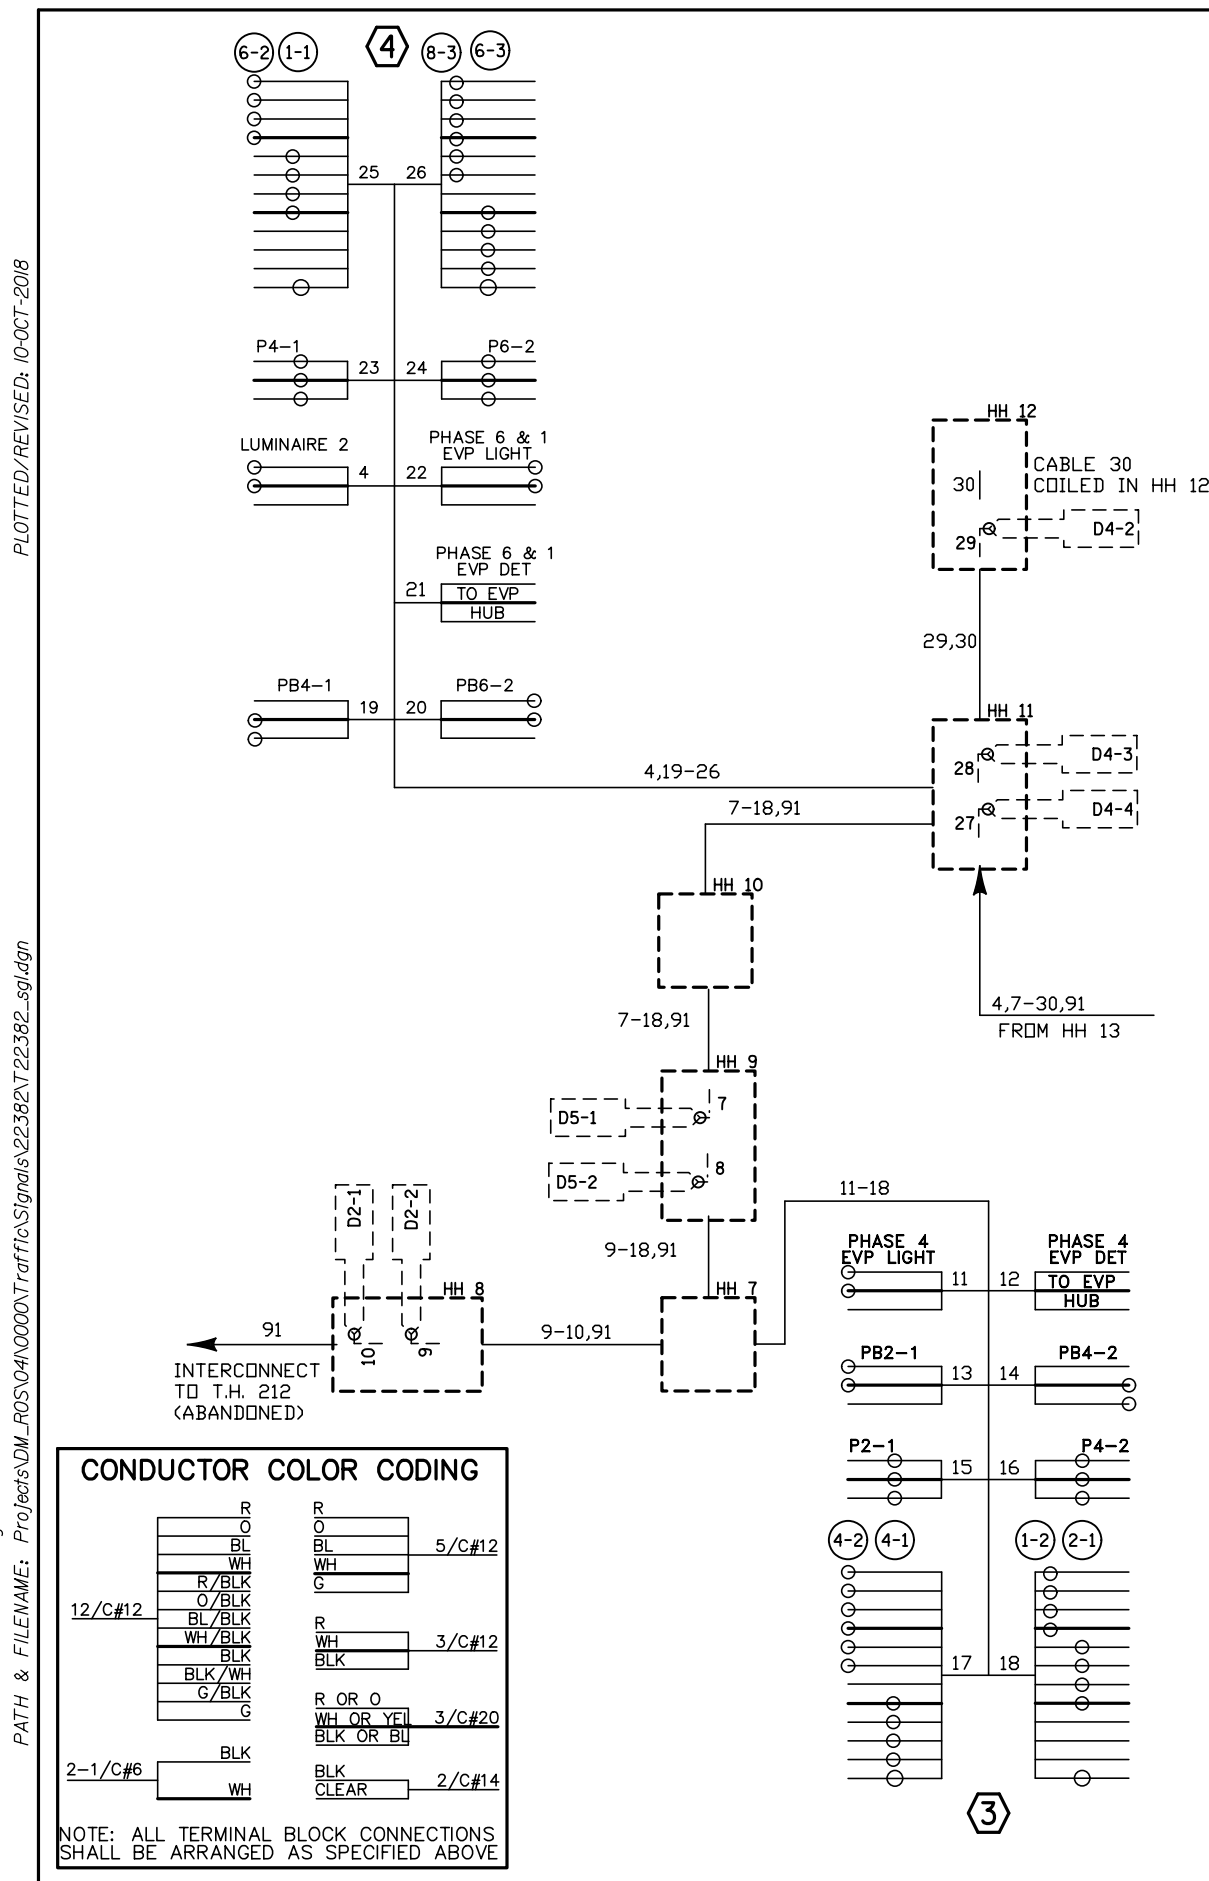 PLOTTED/REVISED: 10-OCT-2018
PATH & FILENAME: Projects\DM_ROS\04\0000\Traffic\Signals\22382\T22382_sgl.dgn
6-2 1-1 4 8-3 6-3
25 26
P4-1 P6-2
23 24
LUMINAIRE 2
PHASE 6 & 1
EVP LIGHT
4 22
PHASE 6 & 1
EVP DET
21 TO EVP
HUB
PB4-1 PB6-2
19 20
HH 12
30
CABLE 30
COILED IN HH 12
29 D4-2
29,30
HH 11
28 D4-3
27 D4-4
4,19-26
7-18,91
HH 10
4,7-30,91
FROM HH 13
7-18,91
HH 9
D5-1 7
D5-2 8
9-18,91
11-18
D2-1 D2-2
HH 8
10 9
HH 7
91
9-10,91
INTERCONNECT
TO T.H. 212
(ABANDONED)
PHASE 4
EVP LIGHT
PHASE 4
EVP DET
11 12
TO EVP
HUB
PB2-1 PB4-2
13 14
P2-1 P4-2
15 16
4-2 4-1 1-2 2-1
17 18
3
CONDUCTOR COLOR CODING
12/C#12
R
O
BL
WH
R/BLK
O/BLK
BL/BLK
WH/BLK
BLK
BLK/WH
G/BLK
G
2-1/C#6
BLK
WH
R
O
BL
WH
G
5/C#12
R
WH
BLK
3/C#12
R OR O
WH OR YEL
BLK OR BL
3/C#20
BLK
CLEAR
2/C#14
NOTE: ALL TERMINAL BLOCK CONNECTIONS
SHALL BE ARRANGED AS SPECIFIED ABOVE